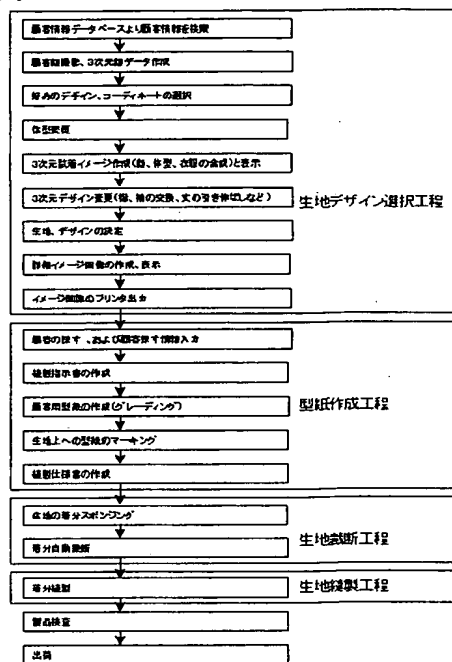 顧客情報データベースより顧客情報を検索
顧客顔撮影、3次元顔データ作成
好みのデザイン、コーディネートの選択
体型変更
3次元試着イメージ作成(顔、体型、衣服の合成)と表示
3次元デザイン変更(襟、袖の交換、丈の引き伸ばしなど)
生地デザイン選択工程
生地、デザインの決定
詳細イメージ画像の作成、表示
イメージ画像のプリンタ出力
顧客の採寸、および顧客採寸情報入力
縫製指示書の作成
顧客用型紙の作成(グレーディング)
型紙作成工程
生地上への型紙のマーキング
縫製仕様書の作成
生地の着分スポンジング
生地裁断工程
着分自動裁断
着分縫製
生地縫製工程
製品検査
出荷